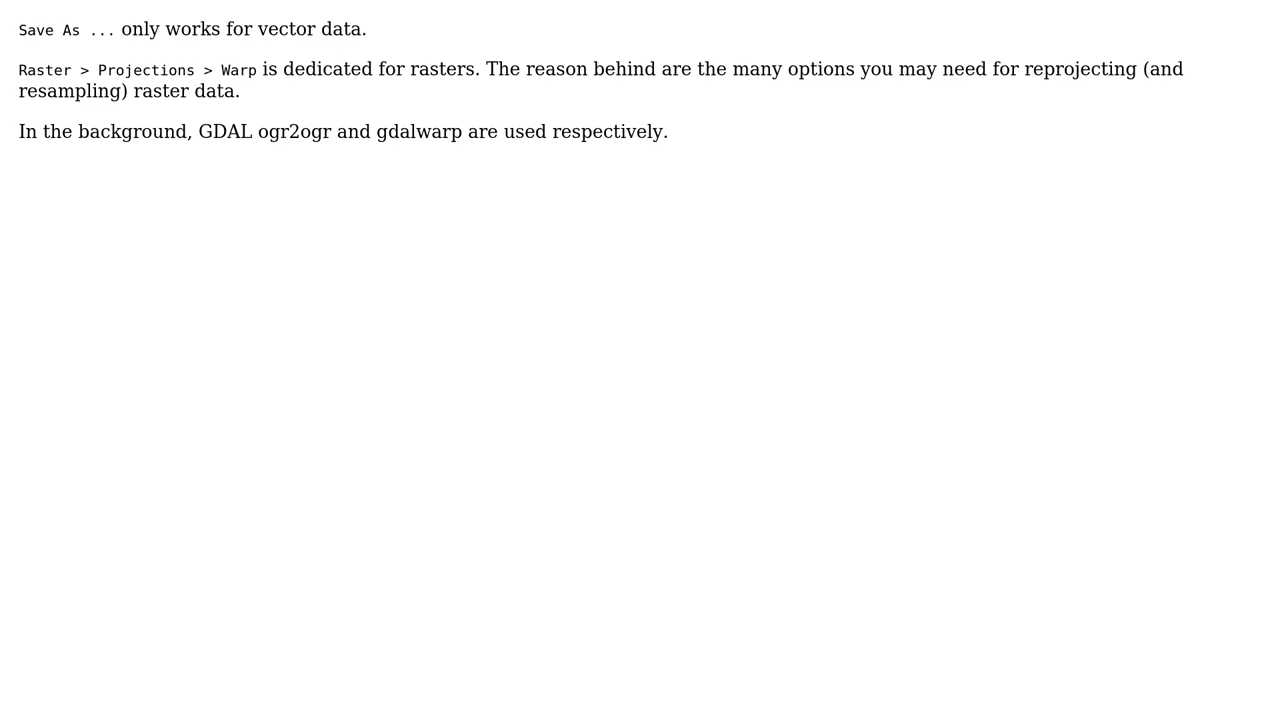 Save As ... only works for vector data.
Raster > Projections > Warp is dedicated for rasters. The reason behind are the many options you may need for reprojecting (and
resampling) raster data.
In the background, GDAL ogr2ogr and gdalwarp are used respectively.